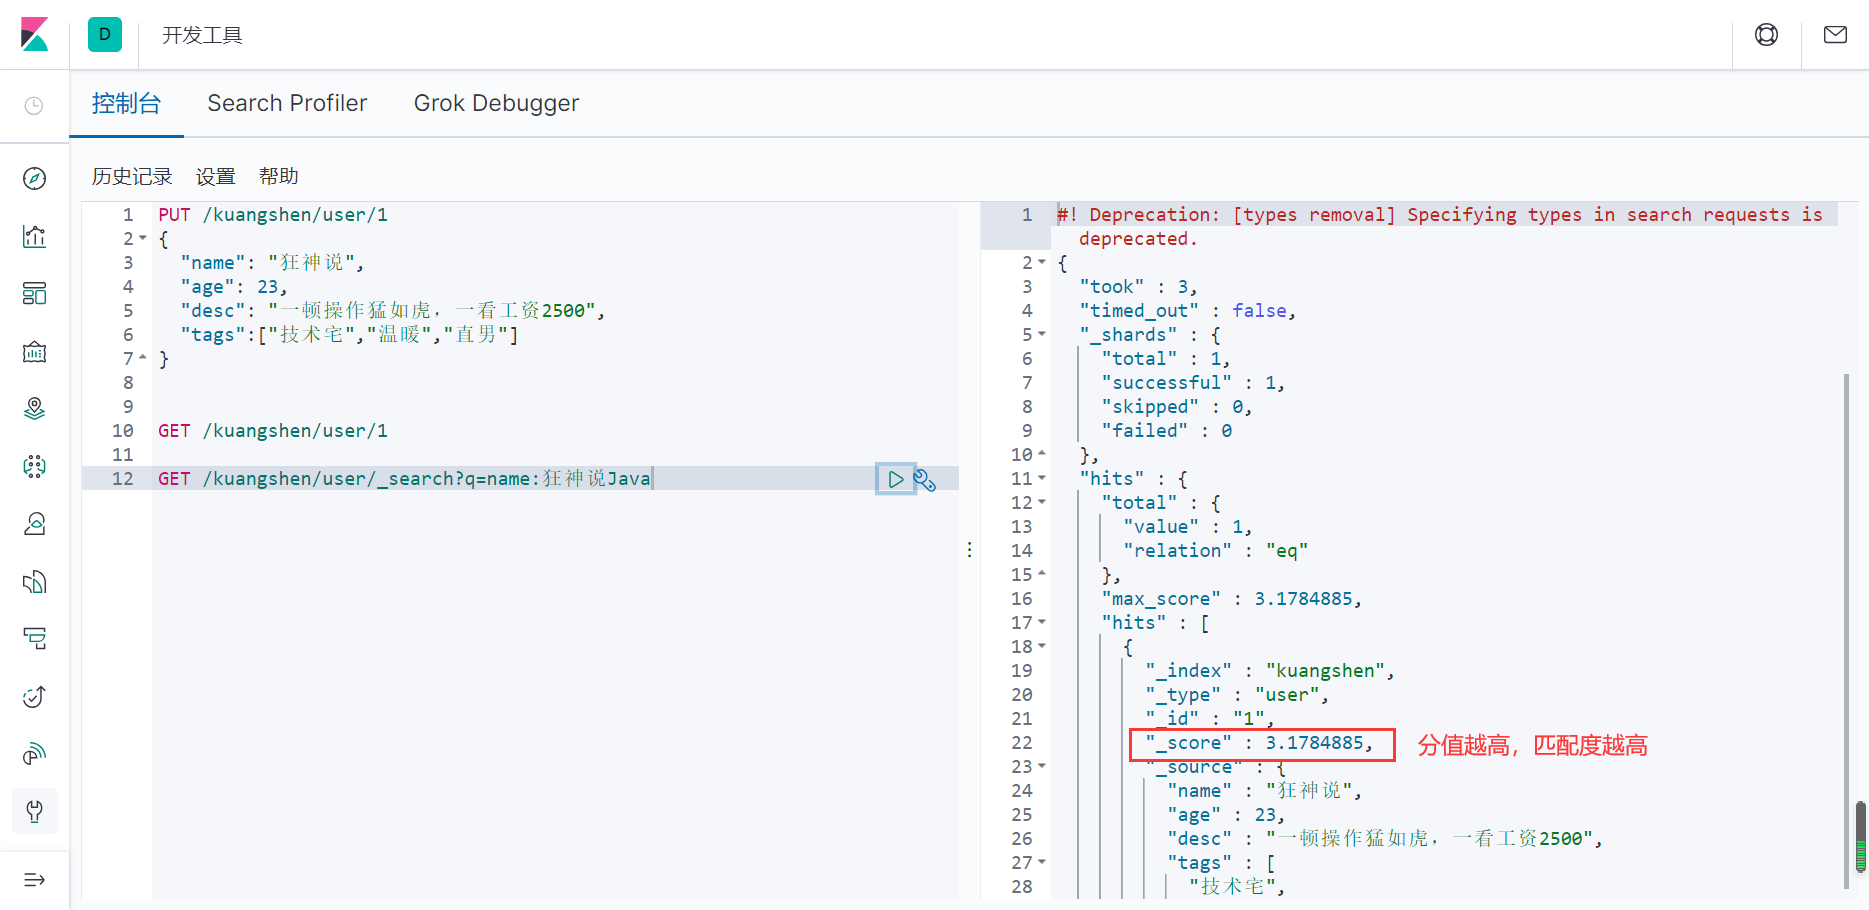 D 开发工具
控制台 Search Profiler Grok Debugger
历史记录 设置 帮助
1 PUT /kuangshen/user/1
2 {
3 "name": "狂神说",
4 "age": 23,
5 "desc": "一顿操作猛如虎，一看工资2500",
6 "tags":["技术宅","温暖","直男"]
7 }
8
9
10 GET /kuangshen/user/1
11
12 GET /kuangshen/user/_search?q=name:狂神说Java
1 #! Deprecation: [types removal] Specifying types in search requests is
deprecated.
2 {
3 "took" : 3,
4 "timed_out" : false,
5 "_shards" : {
6 "total" : 1,
7 "successful" : 1,
8 "skipped" : 0,
9 "failed" : 0
10 },
11 "hits" : {
12 "total" : {
13 "value" : 1,
14 "relation" : "eq"
15 },
16 "max_score" : 3.1784885,
17 "hits" : [
18 {
19 "_index" : "kuangshen",
20 "_type" : "user",
21 "_id" : "1",
22 "_score" : 3.1784885, 分值越高，匹配度越高
23 "_source" : {
24 "name" : "狂神说",
25 "age" : 23,
26 "desc" : "一顿操作猛如虎，一看工资2500",
27 "tags" : [
28 "技术宅",